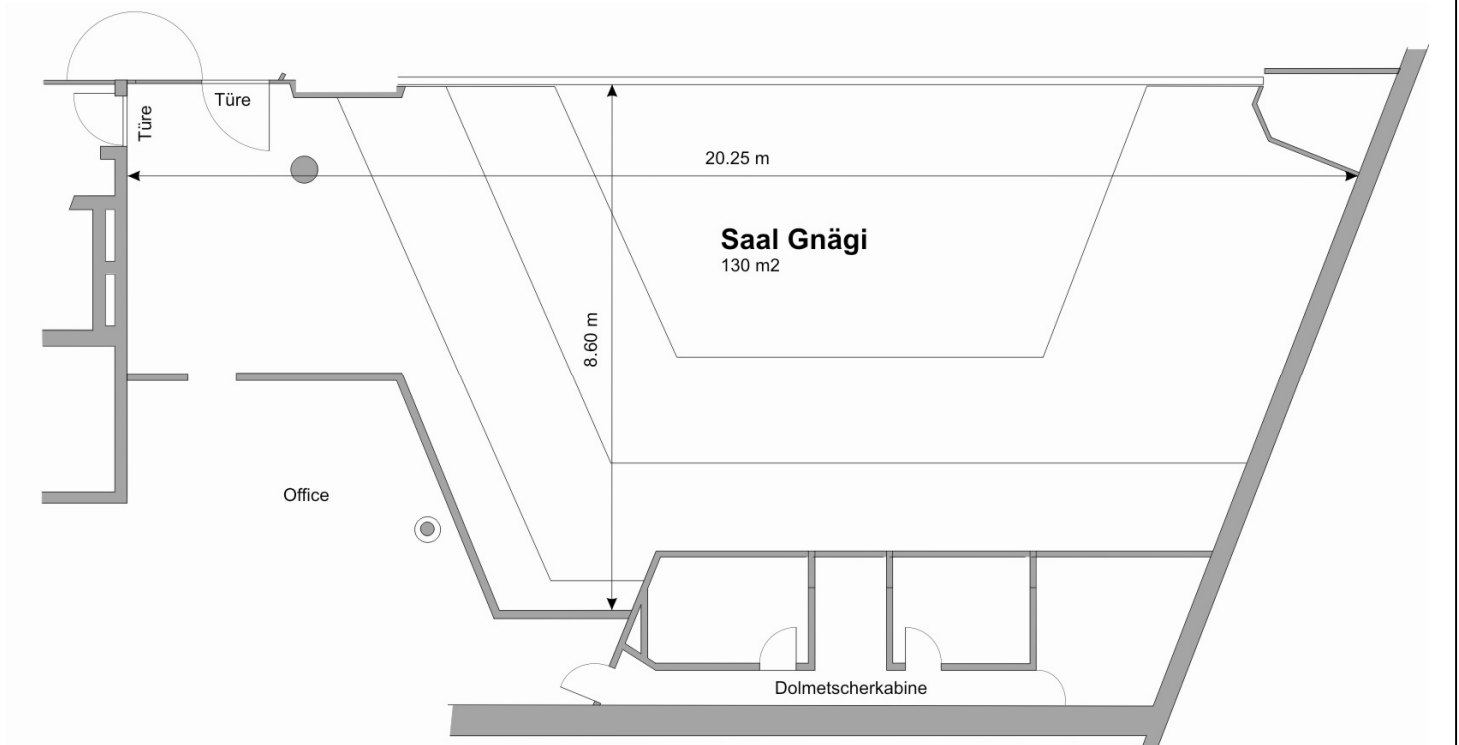 Türe
Türe
20.25 m
Saal Gnägi
130 m2
8.60 m
Office
Dolmetscherkabine